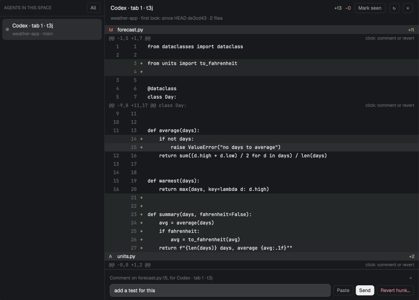 AGENTS IN THIS SPACE
All
Codex · tab 1 · t3j
weather-app · main
Codex · tab 1 · t3j
weather-app · first look: since HEAD
2 files
+13 −0
Mark seen
M forecast.py
+11
@@ -1,5 +1,7 @@
click: comment or revert
1 1 from dataclasses import dataclass
2 2
3 + from units import to_fahrenheit
4 +
3 5
4 6 @dataclass
5 7 class Day:
@@ -9,8 +11,17 @@ class Day:
click: comment or revert
9 11
10 12
11 13 def average(days):
14 + if not days:
15 + raise ValueError("no days to average")
12 16 return sum((d.high + d.low) / 2 for d in days) / len(days)
13 17
14 18
15 19 def warmest(days):
16 20 return max(days, key=lambda d: d.high)
21 +
22 +
23 + def summary(days, fahrenheit=False):
24 + avg = average(days)
25 + if fahrenheit:
26 + avg = to_fahrenheit(avg)
27 + return f"{len(days)} days, average {avg:.1f}"
A units.py
+2
@@ -0,0 +1,2 @@
click: comment or revert
Comment on forecast.py:15, for Codex · tab 1 · t3j
add a test for this
Paste
Send
Revert hunk…